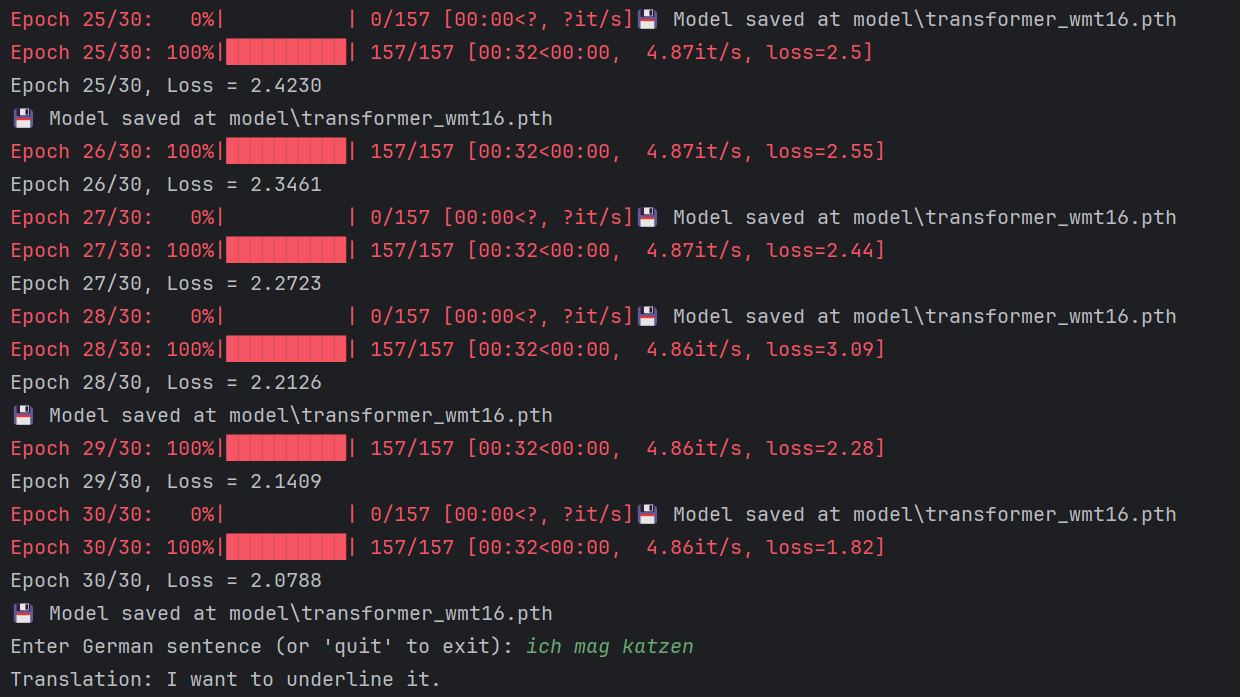 Epoch 25/30:   0%|          | 0/157 [00:00<?, ?it/s]💾 Model saved at model\transformer_wmt16.pth
Epoch 25/30: 100%|██████████| 157/157 [00:32<00:00,  4.87it/s, loss=2.5]
Epoch 25/30, Loss = 2.4230
💾 Model saved at model\transformer_wmt16.pth
Epoch 26/30: 100%|██████████| 157/157 [00:32<00:00,  4.87it/s, loss=2.55]
Epoch 26/30, Loss = 2.3461
Epoch 27/30:   0%|          | 0/157 [00:00<?, ?it/s]💾 Model saved at model\transformer_wmt16.pth
Epoch 27/30: 100%|██████████| 157/157 [00:32<00:00,  4.87it/s, loss=2.44]
Epoch 27/30, Loss = 2.2723
Epoch 28/30:   0%|          | 0/157 [00:00<?, ?it/s]💾 Model saved at model\transformer_wmt16.pth
Epoch 28/30: 100%|██████████| 157/157 [00:32<00:00,  4.86it/s, loss=3.09]
Epoch 28/30, Loss = 2.2126
💾 Model saved at model\transformer_wmt16.pth
Epoch 29/30: 100%|██████████| 157/157 [00:32<00:00,  4.86it/s, loss=2.28]
Epoch 29/30, Loss = 2.1409
Epoch 30/30:   0%|          | 0/157 [00:00<?, ?it/s]💾 Model saved at model\transformer_wmt16.pth
Epoch 30/30: 100%|██████████| 157/157 [00:32<00:00,  4.86it/s, loss=1.82]
Epoch 30/30, Loss = 2.0788
💾 Model saved at model\transformer_wmt16.pth
Enter German sentence (or 'quit' to exit): ich mag katzen
Translation: I want to underline it.